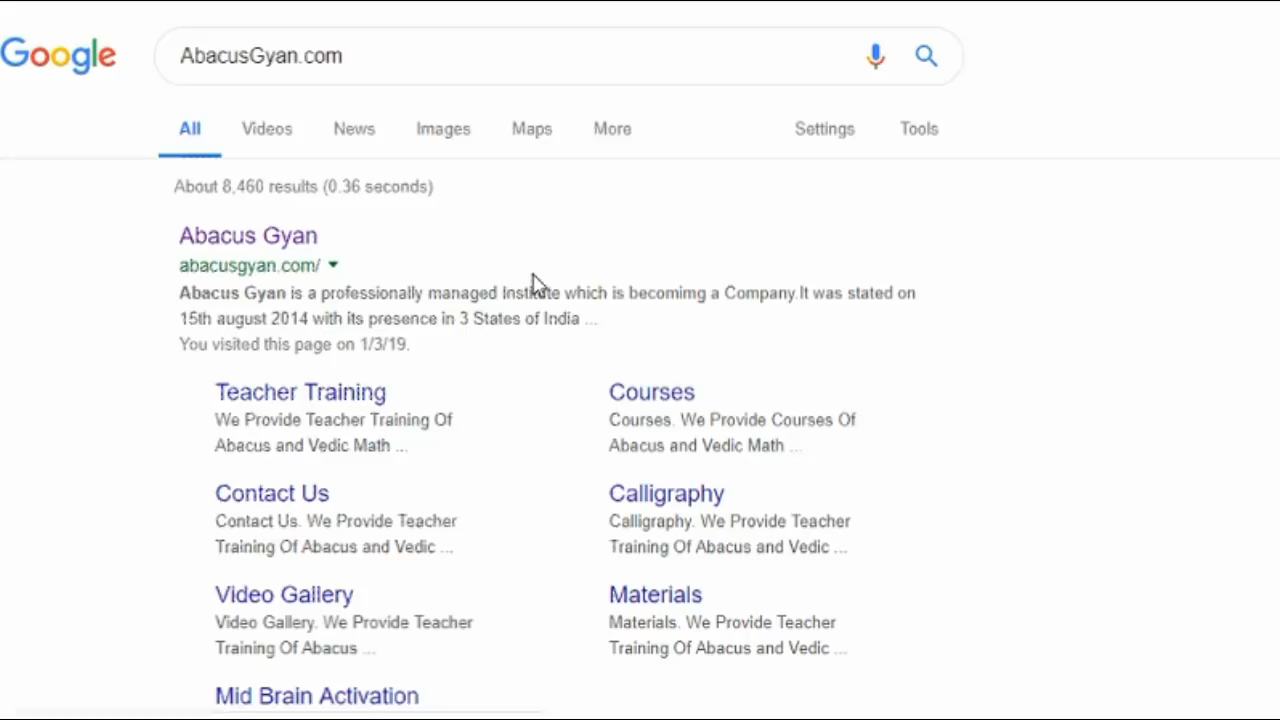 Google
AbacusGyan.com
All Videos News Images Maps More Settings Tools
About 8,460 results (0.36 seconds)
Abacus Gyan
abacusgyan.com/
Abacus Gyan is a professionally managed Institute which is becomimg a Company.It was stated on
15th august 2014 with its presence in 3 States of India ...
You visited this page on 1/3/19.
Teacher Training
We Provide Teacher Training Of
Abacus and Vedic Math ...
Courses
Courses. We Provide Courses Of
Abacus and Vedic Math ...
Contact Us
Contact Us. We Provide Teacher
Training Of Abacus and Vedic ...
Calligraphy
Calligraphy. We Provide Teacher
Training Of Abacus and Vedic ...
Video Gallery
Video Gallery. We Provide Teacher
Training Of Abacus ...
Materials
Materials. We Provide Teacher
Training Of Abacus and Vedic ...
Mid Brain Activation